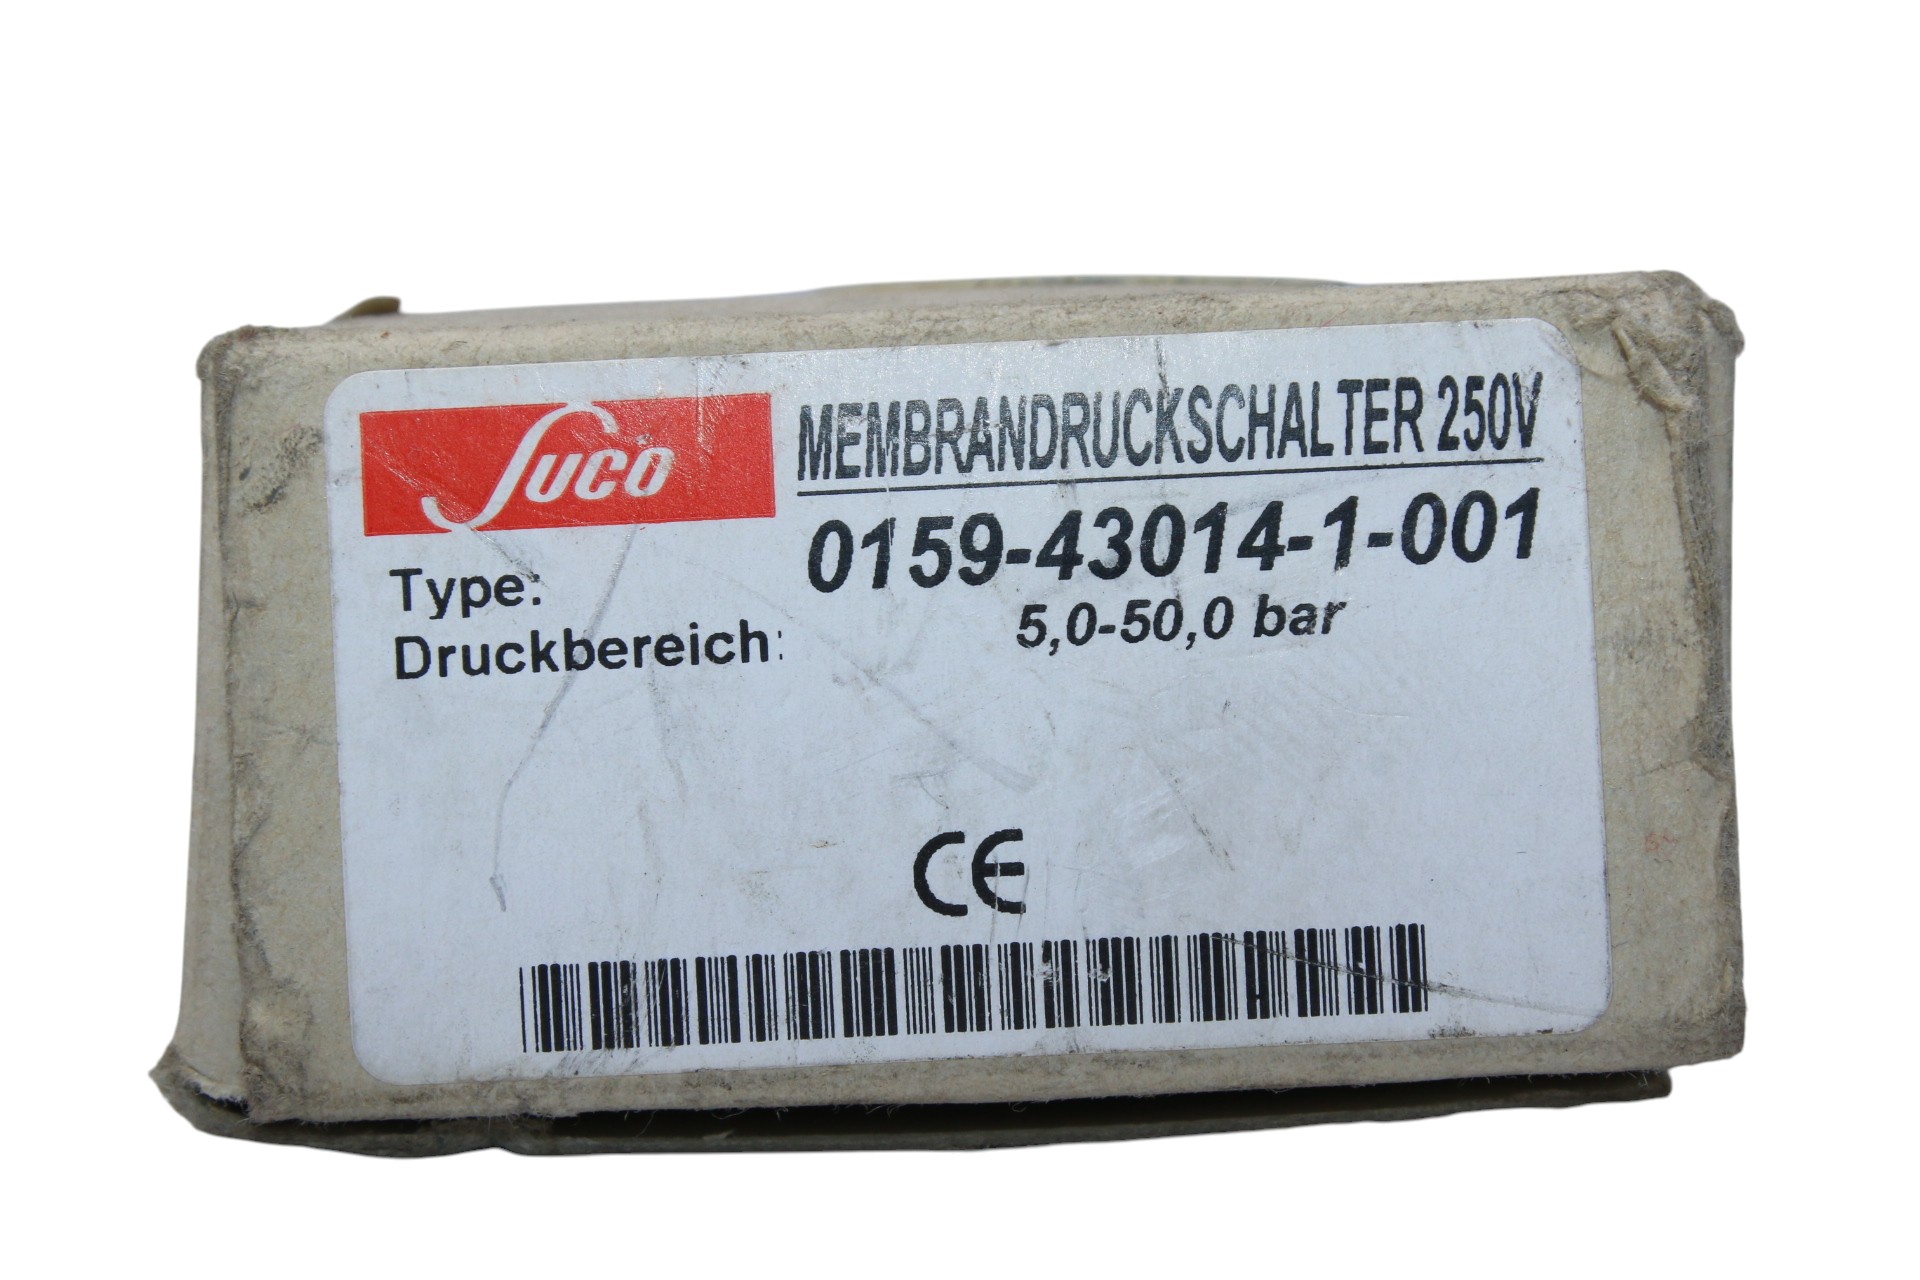 Suco
MEMBRANDRUCKSCHALTER 250V
Type: 0159-43014-1-001
Druckbereich: 5,0-50,0 bar
CE